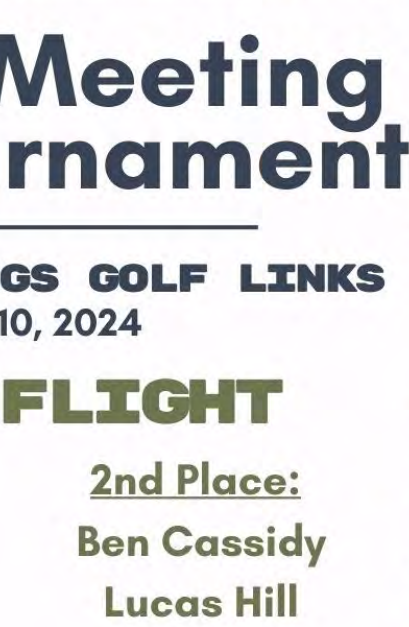 Meeting
rnament
GS GOLF LINKS
10, 2024
FLIGHT
2nd Place:
Ben Cassidy
Lucas Hill